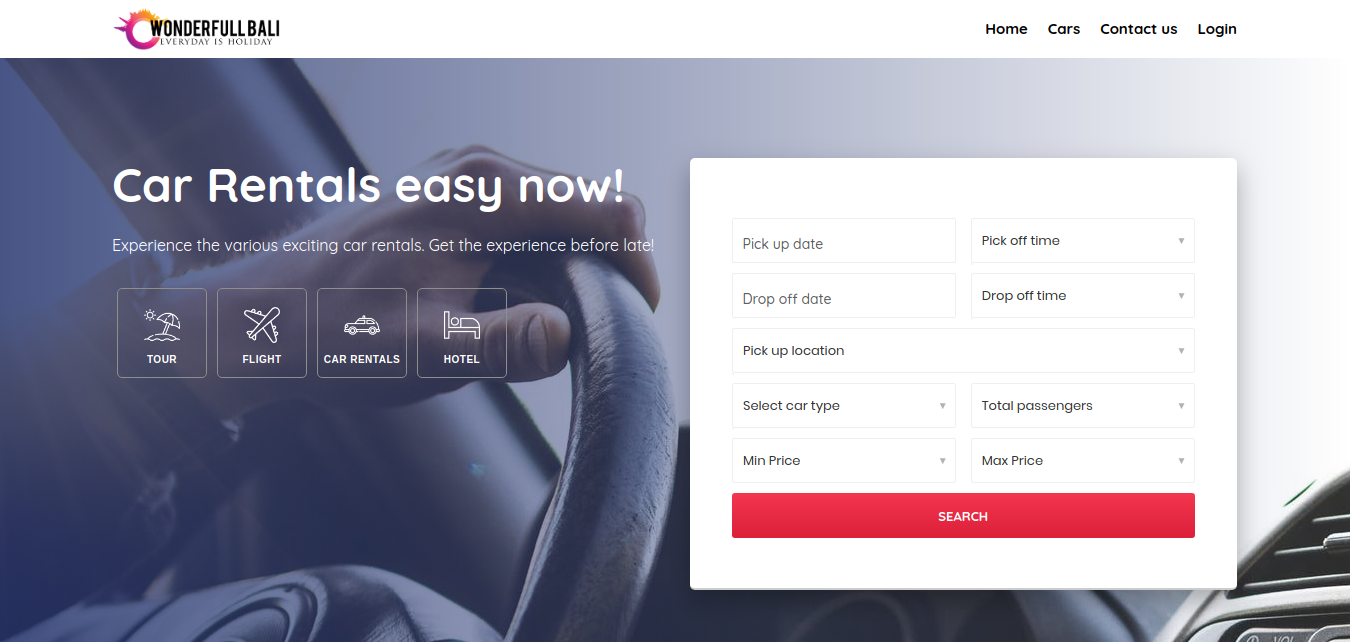 WONDERFULL BALI
EVERYDAY IS HOLIDAY
Home Cars Contact us Login
Car Rentals easy now!
Experience the various exciting car rentals. Get the experience before late!
TOUR FLIGHT CAR RENTALS HOTEL
Pick up date Pick off time
Drop off date Drop off time
Pick up location
Select car type Total passengers
Min Price Max Price
SEARCH
VOL